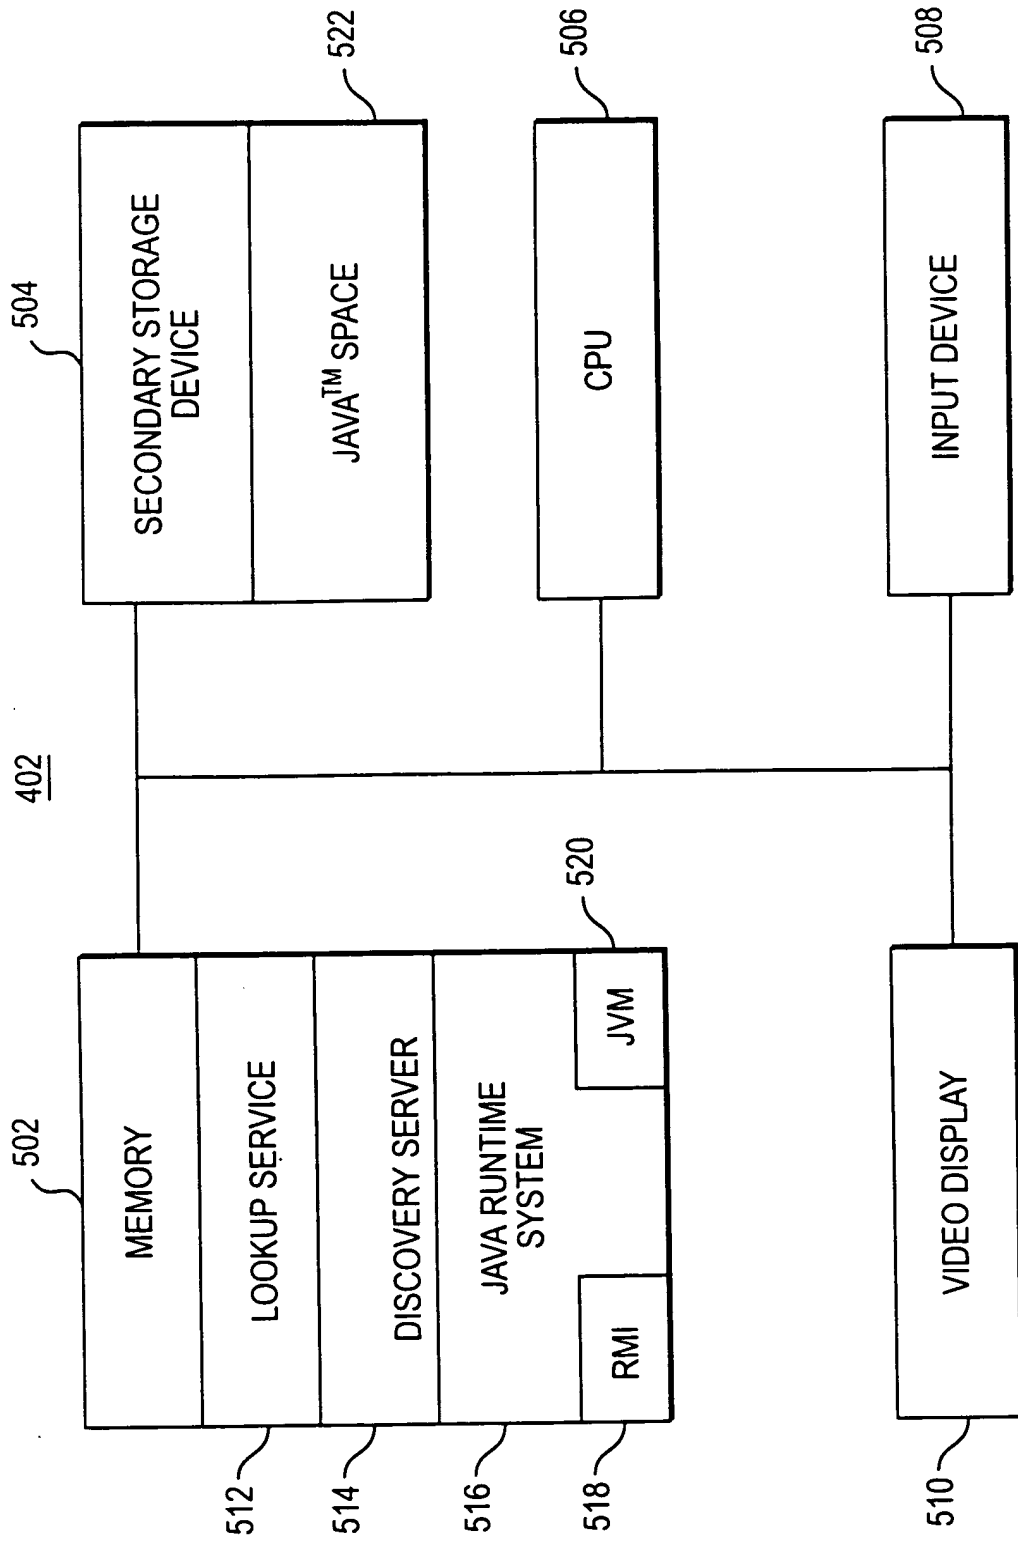 402
502
MEMORY
LOOKUP SERVICE
512
DISCOVERY SERVER
514
JAVA RUNTIME
SYSTEM
516
RMI
518
JVM
520
504
SECONDARY STORAGE
DEVICE
JAVA™ SPACE
522
CPU
506
VIDEO DISPLAY
510
INPUT DEVICE
508